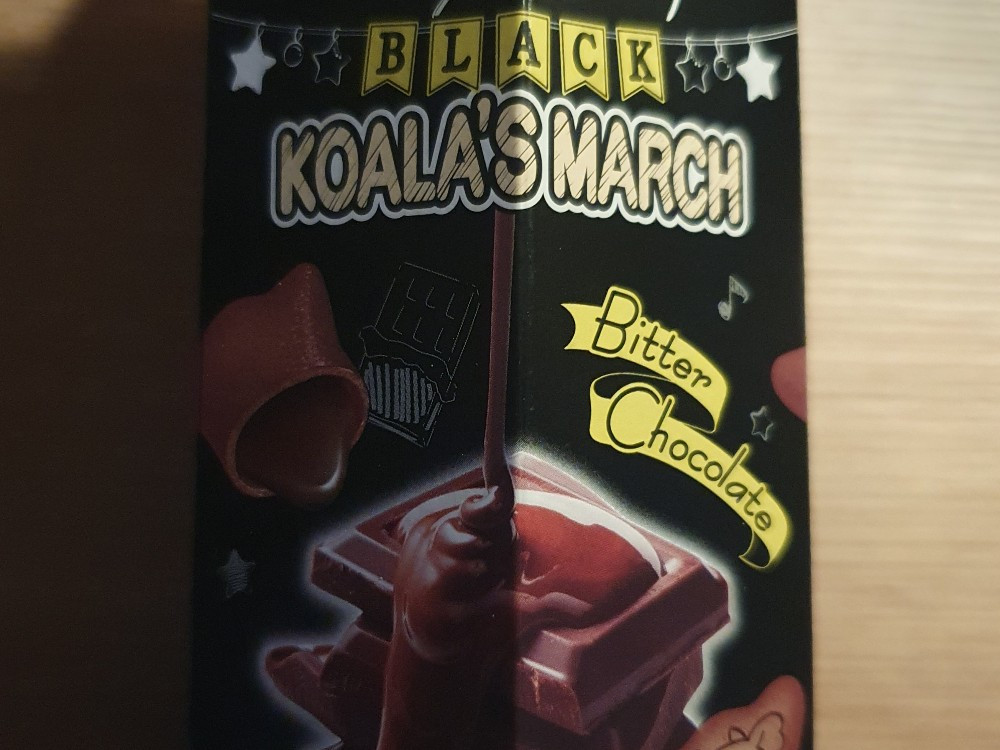 BLACK
KOALA'S MARCH
Bitter
Chocolate